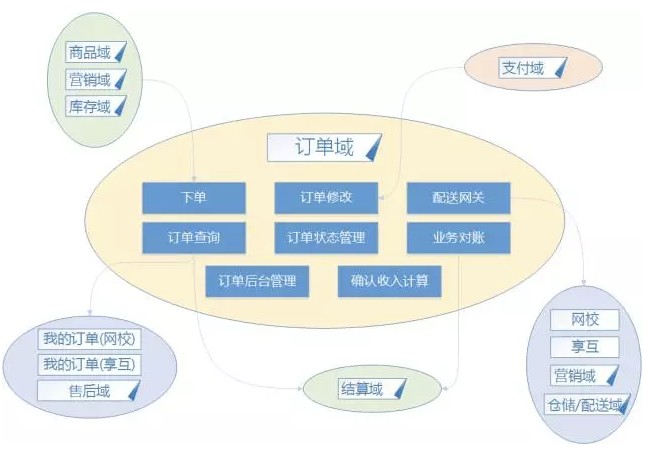 商品域
营销域
库存域
支付域
订单域
下单
订单修改
配送网关
订单查询
订单状态管理
业务对账
订单后台管理
确认收入计算
我的订单(网校)
我的订单(享互)
售后域
结算域
网校
享互
营销域
仓储/配送域